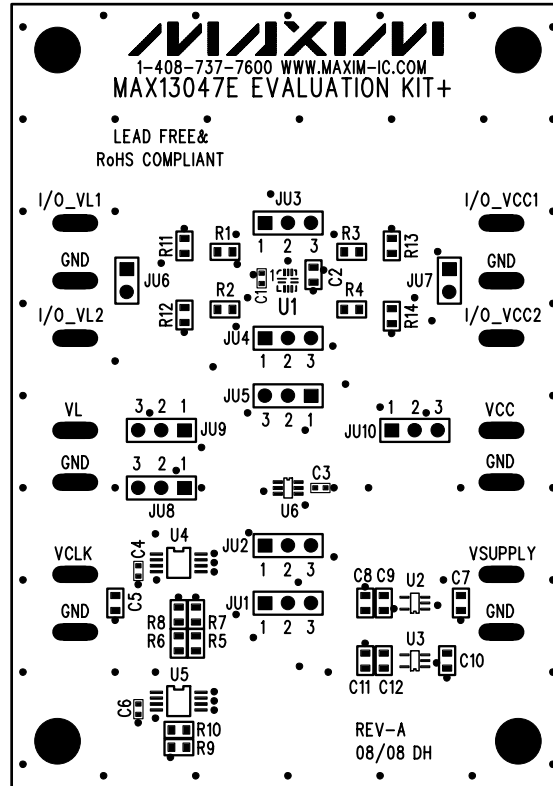 MAXIM
1-408-737-7600 WWW.MAXIM-IC.COM
MAX13047E EVALUATION KIT+
LEAD FREE&
RoHS COMPLIANT
I/O_VL1
I/O_VCC1
JU3
1 2 3
R11
R1
R3
R13
GND
GND
JU6
C1
1
C2
JU7
U1
R12
R2
R4
R14
I/O_VL2
I/O_VCC2
JU4
1 2 3
JU5
3 2 1
VL
3 2 1
JU9
1 2 3
JU10
VCC
GND
3 2 1
JU8
C3
U6
GND
VCLK
C4
U4
JU2
1 2 3
VSUPPLY
C5
C8 C9
U2
C7
GND
R8
R7
JU1
1 2 3
GND
R6
R5
U3
C10
C11 C12
U5
C6
R10
R9
REV-A
08/08 DH